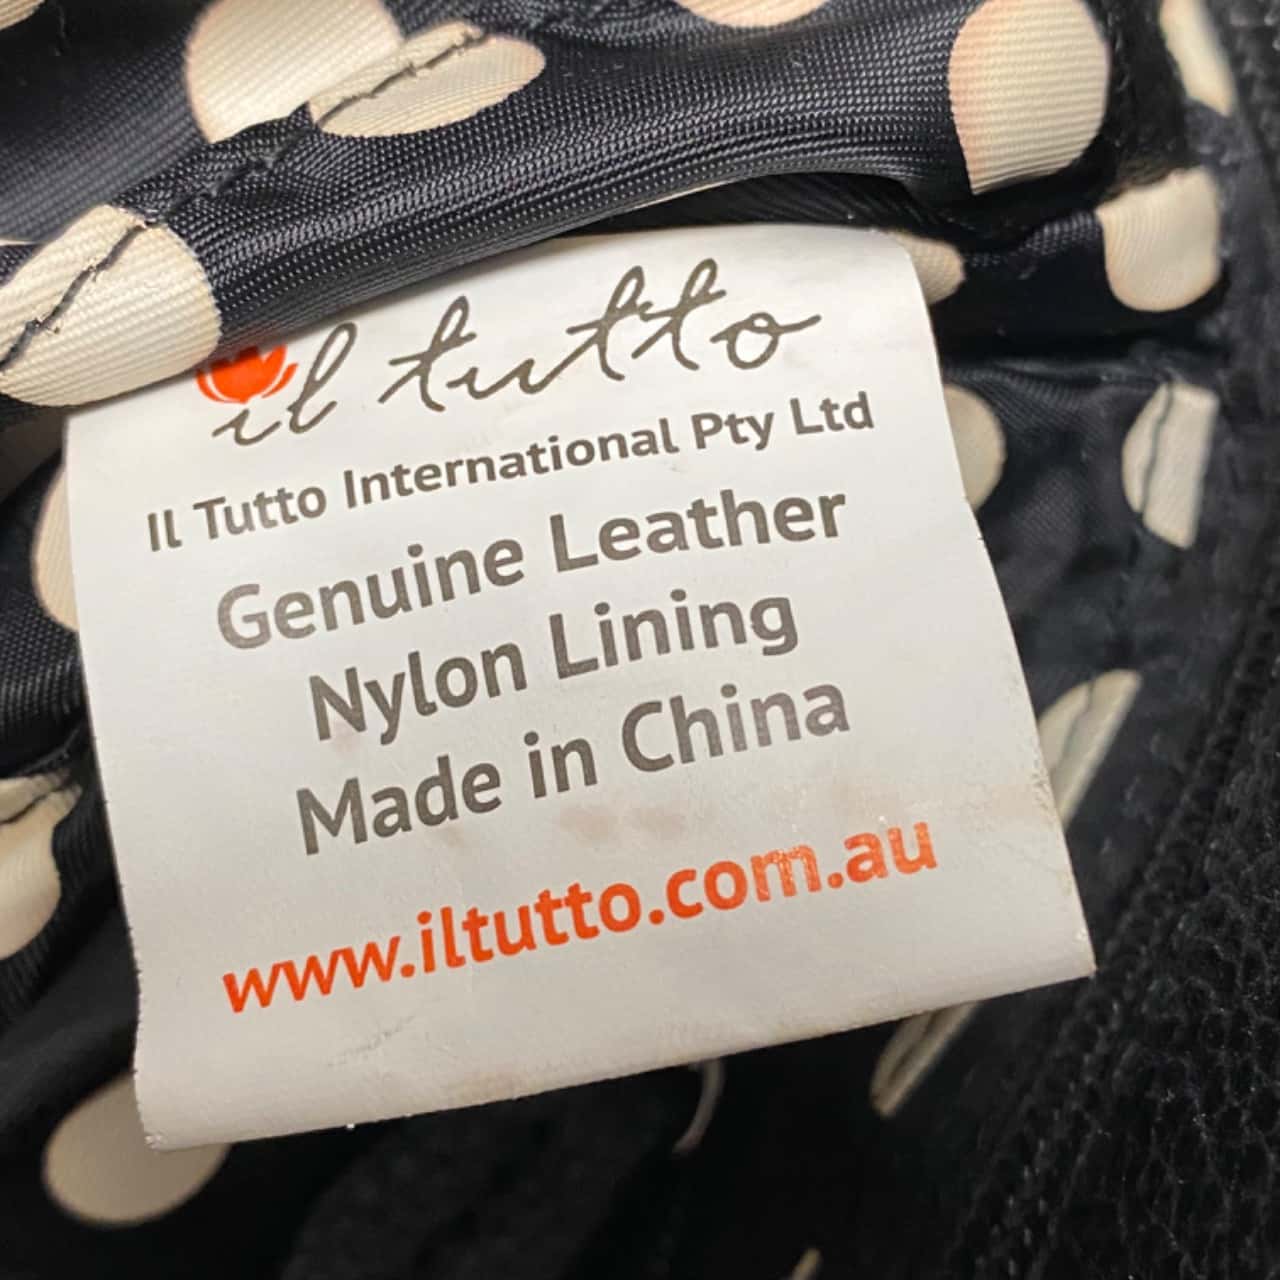 il tutto
Il Tutto International Pty Ltd
Genuine Leather
Nylon Lining
Made in China
www.iltutto.com.au